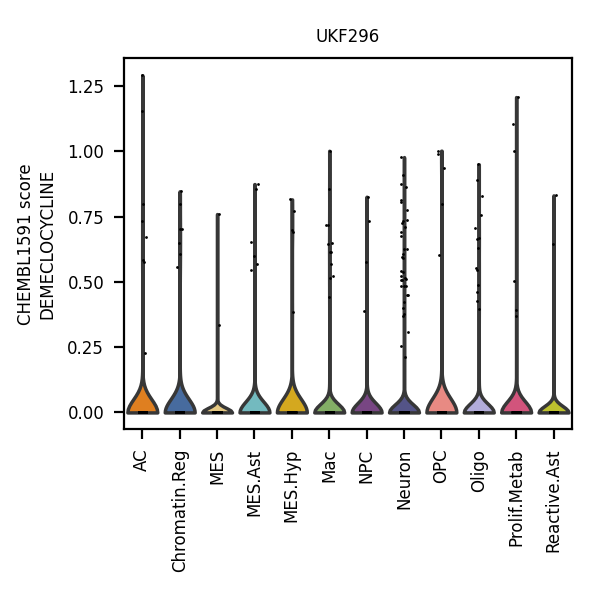 UKF296
CHEMBL1591 score
DEMECLOCYCLINE
1.25
1.00
0.75
0.50
0.25
0.00
AC
Chromatin.Reg
MES
MES.Ast
MES.Hyp
Mac
NPC
Neuron
OPC
Oligo
Prolif.Metab
Reactive.Ast